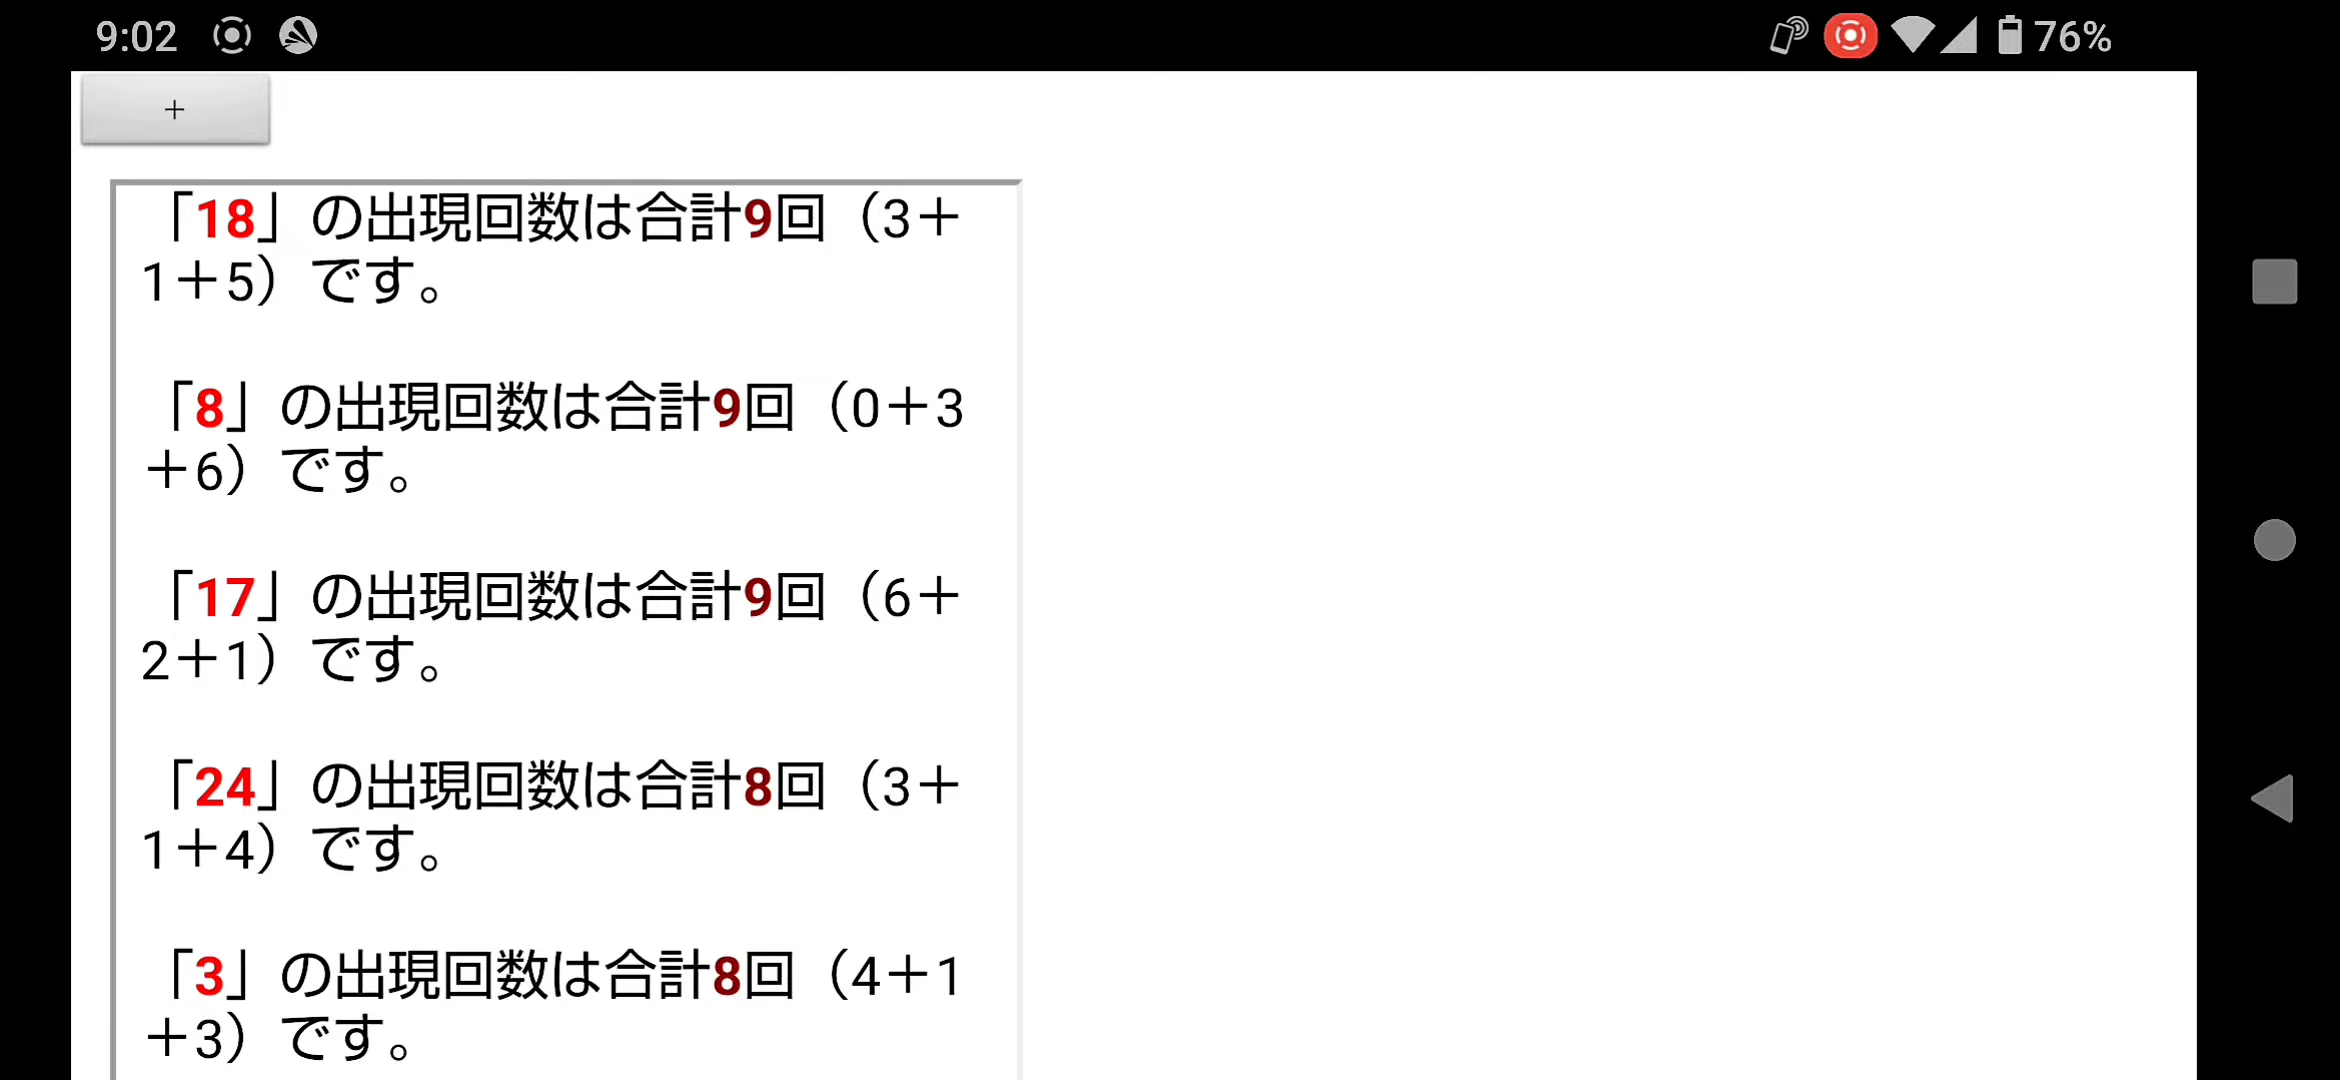 9:02
76%
+
「18」の出現回数は合計9回（3＋
1＋5）です。
「8」の出現回数は合計9回（0＋3
＋6）です。
「17」の出現回数は合計9回（6＋
2＋1）です。
「24」の出現回数は合計8回（3＋
1＋4）です。
「3」の出現回数は合計8回（4＋1
＋3）です。